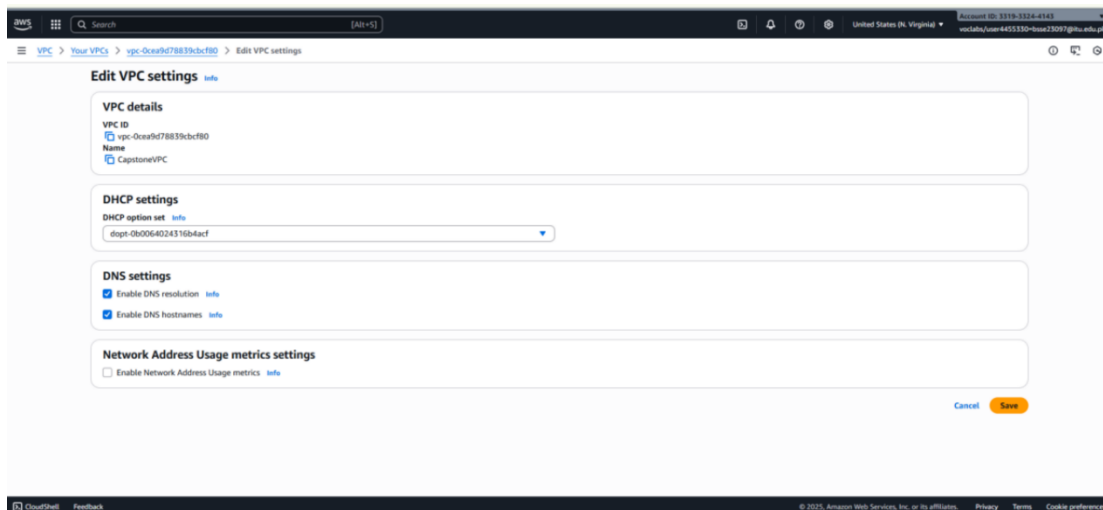 aws
Search [Alt+S]
United States (N. Virginia)
Account ID: 3319-3324-4143
voclabs/user4455330=bsse23097@itu.edu.p
VPC > Your VPCs > vpc-0cea9d78839cbcf80 > Edit VPC settings
Edit VPC settings Info
VPC details
VPC ID
vpc-0cea9d78839cbcf80
Name
CapstoneVPC
DHCP settings
DHCP option set Info
dopt-0b0064024316b4acf
DNS settings
Enable DNS resolution Info
Enable DNS hostnames Info
Network Address Usage metrics settings
Enable Network Address Usage metrics Info
Cancel Save
CloudShell Feedback © 2025, Amazon Web Services, Inc. or its affiliates. Privacy Terms Cookie preference